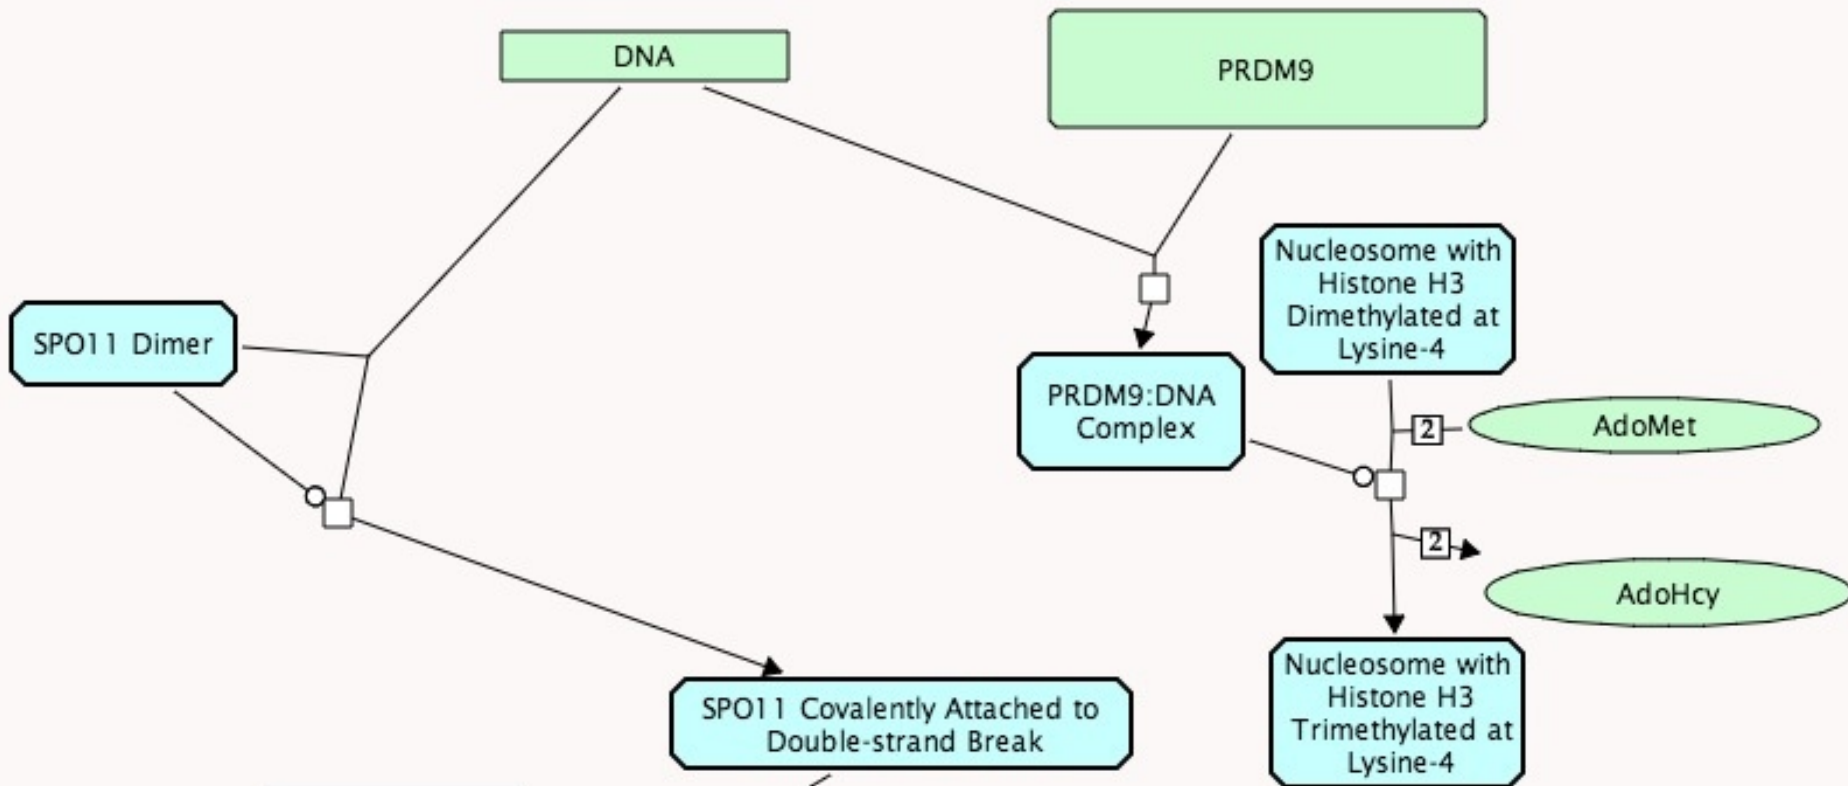 DNA
PRDM9
Nucleosome with
Histone H3
Dimethylated at
Lysine-4
SPO11 Dimer
PRDM9:DNA
Complex
2
AdoMet
2
AdoHcy
SPO11 Covalently Attached to
Double-strand Break
Nucleosome with
Histone H3
Trimethylated at
Lysine-4